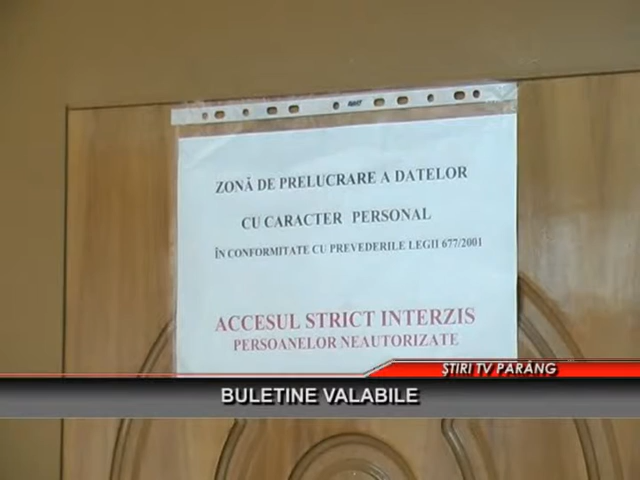 ZONĂ DE PRELUCRARE A DATELOR
CU CARACTER PERSONAL
ÎN CONFORMITATE CU PREVEDERILE LEGII 677/2001
ACCESUL STRICT INTERZIS
PERSOANELOR NEAUTORIZATE
ȘTIRI TV PARÂNG
BULETINE VALABILE